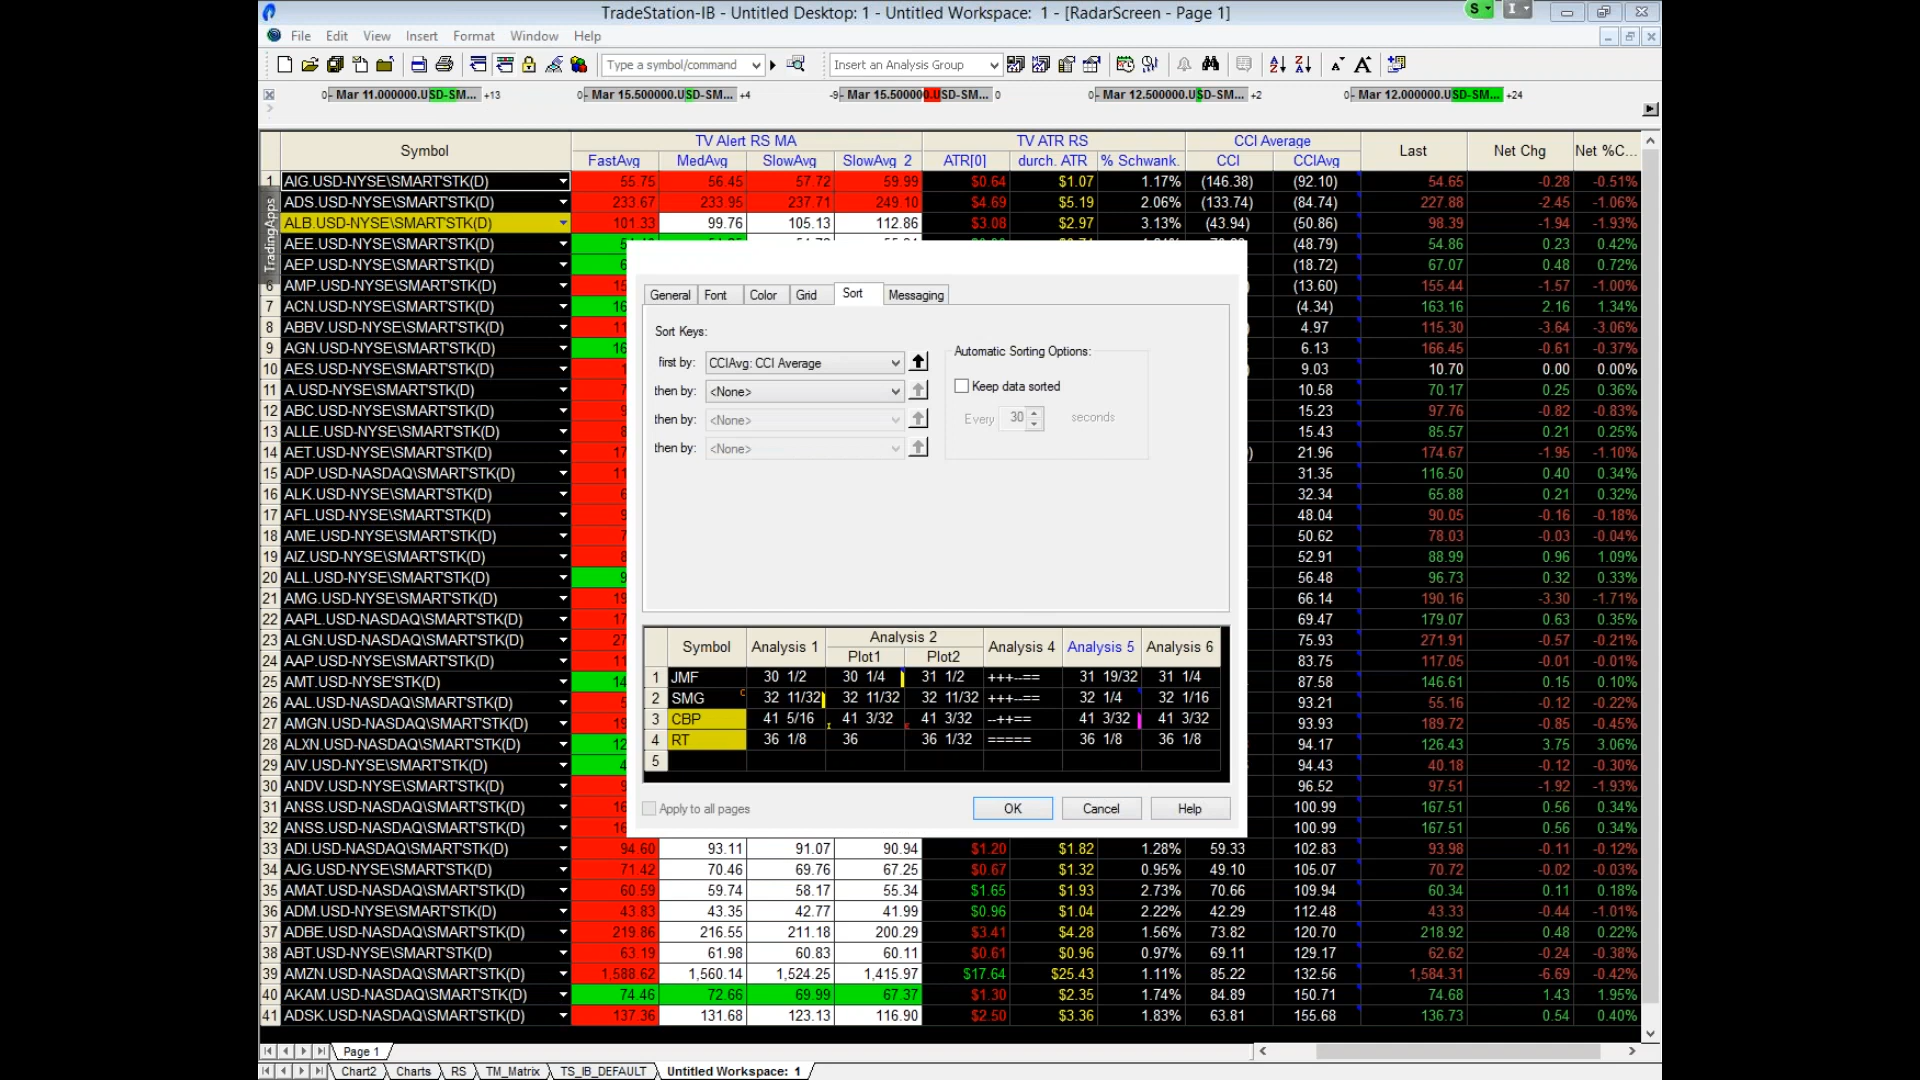 TradeStation-IB - Untitled Desktop: 1 - Untitled Workspace: 1 - [RadarScreen - Page 1]
S I
File Edit View Insert Format Window Help
Type a symbol/command Insert an Analysis Group
0 Mar 11.000000.USD-SM... +13 0 Mar 15.500000.USD-SM... +4 -9 Mar 15.500000.USD-SM... 0 0 Mar 12.500000.USD-SM... +2 0 Mar 12.000000.USD-SM... +24
Symbol TV Alert RS MA TV ATR RS CCI Average Last Net Chg Net %C...
FastAvg MedAvg SlowAvg SlowAvg 2 ATR[0] durch. ATR % Schwank. CCI CCIAvg
TradingApps
1 AIG.USD-NYSE\SMART'STK(D) 55.75 56.45 57.72 59.99 $0.64 $1.07 1.17% (146.38) (92.10) 54.65 -0.28 -0.51%
ADS.USD-NYSE\SMART'STK(D) 233.67 233.95 237.71 249.10 $4.69 $5.19 2.06% (133.74) (84.74) 227.88 -2.45 -1.06%
ALB.USD-NYSE\SMART'STK(D) 101.33 99.76 105.13 112.86 $3.08 $2.97 3.13% (43.94) (50.86) 98.39 -1.94 -1.93%
AEE.USD-NYSE\SMART'STK(D) (48.79) 54.86 0.23 0.42%
AEP.USD-NYSE\SMART'STK(D) (18.72) 67.07 0.48 0.72%
6 AMP.USD-NYSE\SMART'STK(D) 15 (13.60) 155.44 -1.57 -1.00%
7 ACN.USD-NYSE\SMART'STK(D) 16 (4.34) 163.16 2.16 1.34%
8 ABBV.USD-NYSE\SMART'STK(D) 11 4.97 115.30 -3.64 -3.06%
9 AGN.USD-NYSE\SMART'STK(D) 16 6.13 166.45 -0.61 -0.37%
10 AES.USD-NYSE\SMART'STK(D) 9.03 10.70 0.00 0.00%
11 A.USD-NYSE\SMART'STK(D) 7 10.58 70.17 0.25 0.36%
12 ABC.USD-NYSE\SMART'STK(D) 9 15.23 97.76 -0.82 -0.83%
13 ALLE.USD-NYSE\SMART'STK(D) 8 15.43 85.57 0.21 0.25%
14 AET.USD-NYSE\SMART'STK(D) 17 21.96 174.67 -1.95 -1.10%
15 ADP.USD-NASDAQ\SMART'STK(D) 11 31.35 116.50 0.40 0.34%
16 ALK.USD-NYSE\SMART'STK(D) 6 32.34 65.88 0.21 0.32%
17 AFL.USD-NYSE\SMART'STK(D) 9 48.04 90.05 -0.16 -0.18%
18 AME.USD-NYSE\SMART'STK(D) 7 50.62 78.03 -0.03 -0.04%
19 AIZ.USD-NYSE\SMART'STK(D) 8 52.91 88.99 0.96 1.09%
20 ALL.USD-NYSE\SMART'STK(D) 9 56.48 96.73 0.32 0.33%
21 AMG.USD-NYSE\SMART'STK(D) 19 66.14 190.16 -3.30 -1.71%
22 AAPL.USD-NASDAQ\SMART'STK(D) 17 69.47 179.07 0.63 0.35%
23 ALGN.USD-NASDAQ\SMART'STK(D) 27 75.93 271.91 -0.57 -0.21%
24 AAP.USD-NYSE\SMART'STK(D) 11 83.75 117.05 -0.01 -0.01%
25 AMT.USD-NYSE'STK(D) 14 87.58 146.61 0.15 0.10%
26 AAL.USD-NASDAQ\SMART'STK(D) 5 93.21 55.16 -0.12 -0.22%
27 AMGN.USD-NASDAQ\SMART'STK(D) 19 93.93 189.72 -0.85 -0.45%
28 ALXN.USD-NASDAQ\SMART'STK(D) 12 94.17 126.43 3.75 3.06%
29 AIV.USD-NYSE\SMART'STK(D) 4 94.43 40.18 -0.12 -0.30%
30 ANDV.USD-NYSE\SMART'STK(D) 9 96.52 97.51 -1.92 -1.93%
31 ANSS.USD-NASDAQ\SMART'STK(D) 16 100.99 167.51 0.56 0.34%
32 ANSS.USD-NASDAQ\SMART'STK(D) 16 100.99 167.51 0.56 0.34%
33 ADI.USD-NASDAQ\SMART'STK(D) 94.60 93.11 91.07 90.94 $1.20 $1.82 1.28% 59.33 102.83 93.98 -0.11 -0.12%
34 AJG.USD-NYSE\SMART'STK(D) 71.42 70.46 69.76 67.25 $0.67 $1.32 0.95% 49.10 105.07 70.72 -0.02 -0.03%
35 AMAT.USD-NASDAQ\SMART'STK(D) 60.59 59.74 58.17 55.34 $1.65 $1.93 2.73% 70.66 109.94 60.34 0.11 0.18%
36 ADM.USD-NYSE\SMART'STK(D) 43.83 43.35 42.77 41.99 $0.96 $1.04 2.22% 42.29 112.48 43.33 -0.44 -1.01%
37 ADBE.USD-NASDAQ\SMART'STK(D) 219.86 216.55 211.18 200.29 $3.41 $4.28 1.56% 73.82 120.70 218.92 0.48 0.22%
38 ABT.USD-NYSE\SMART'STK(D) 63.19 61.98 60.83 60.11 $0.61 $0.96 0.97% 69.11 129.17 62.62 -0.24 -0.38%
39 AMZN.USD-NASDAQ\SMART'STK(D) 1,588.62 1,560.14 1,524.25 1,415.97 $17.64 $25.43 1.11% 85.22 132.56 1,584.31 -6.69 -0.42%
40 AKAM.USD-NASDAQ\SMART'STK(D) 74.46 72.66 69.99 67.37 $1.30 $2.35 1.74% 84.89 150.71 74.68 1.43 1.95%
41 ADSK.USD-NASDAQ\SMART'STK(D) 137.36 131.68 123.13 116.90 $2.50 $3.36 1.83% 63.81 155.68 136.73 0.54 0.40%
General Font Color Grid Sort Messaging
Sort Keys:
first by: CCIAvg: CCI Average
then by: <None>
then by: <None>
then by: <None>
Automatic Sorting Options:
Keep data sorted
Every 30 seconds
Symbol Analysis 1 Analysis 2 Analysis 4 Analysis 5 Analysis 6
Plot1 Plot2
1 JMF 30 1/2 30 1/4 31 1/2 +++--== 31 19/32 31 1/4
2 SMG 32 11/32 32 11/32 32 11/32 +++--== 32 1/4 32 1/16
3 CBP 41 5/16 41 3/32 41 3/32 --++== 41 3/32 41 3/32
4 RT 36 1/8 36 36 1/32 ===== 36 1/8 36 1/8
5
Apply to all pages OK Cancel Help
Page 1
Chart2 Charts RS TM_Matrix TS_IB_DEFAULT Untitled Workspace: 1